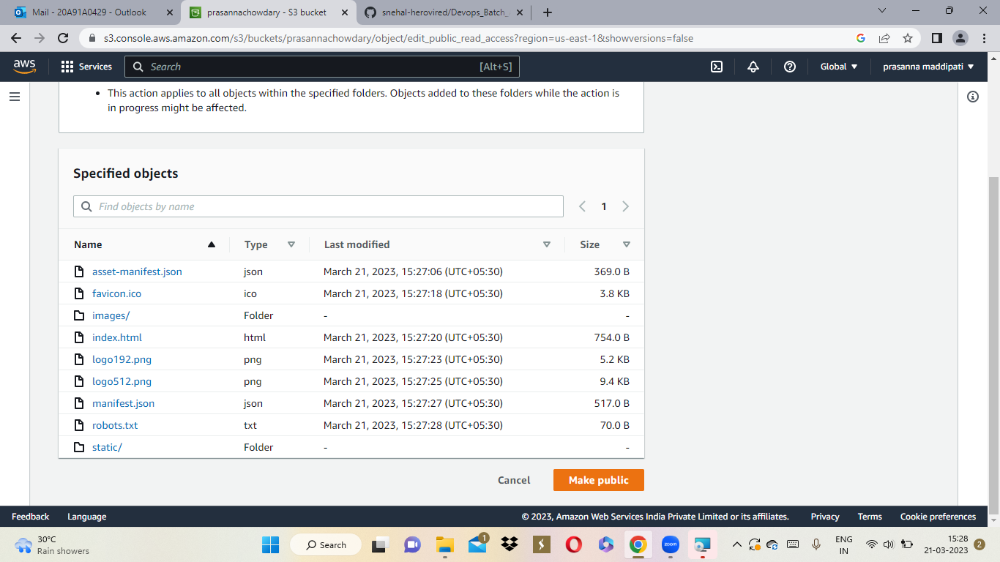 Mail - 20A91A0429 - Outlook
prasannachowdary - S3 bucket
snehal-herovired/Devops_Batch_
s3.console.aws.amazon.com/s3/buckets/prasannachowdary/object/edit_public_read_access?region=us-east-1&showversions=false
aws Services Search [Alt+S] Global prasanna maddipati
• This action applies to all objects within the specified folders. Objects added to these folders while the action is
in progress might be affected.
Specified objects
Find objects by name 1
Name Type Last modified Size
asset-manifest.json json March 21, 2023, 15:27:06 (UTC+05:30) 369.0 B
favicon.ico ico March 21, 2023, 15:27:18 (UTC+05:30) 3.8 KB
images/ Folder - -
index.html html March 21, 2023, 15:27:20 (UTC+05:30) 754.0 B
logo192.png png March 21, 2023, 15:27:23 (UTC+05:30) 5.2 KB
logo512.png png March 21, 2023, 15:27:25 (UTC+05:30) 9.4 KB
manifest.json json March 21, 2023, 15:27:27 (UTC+05:30) 517.0 B
robots.txt txt March 21, 2023, 15:27:28 (UTC+05:30) 70.0 B
static/ Folder - -
Cancel Make public
Feedback Language © 2023, Amazon Web Services India Private Limited or its affiliates. Privacy Terms Cookie preferences
30°C
Rain showers
Search
1
zoom
ENG
IN
15:28
21-03-2023
2